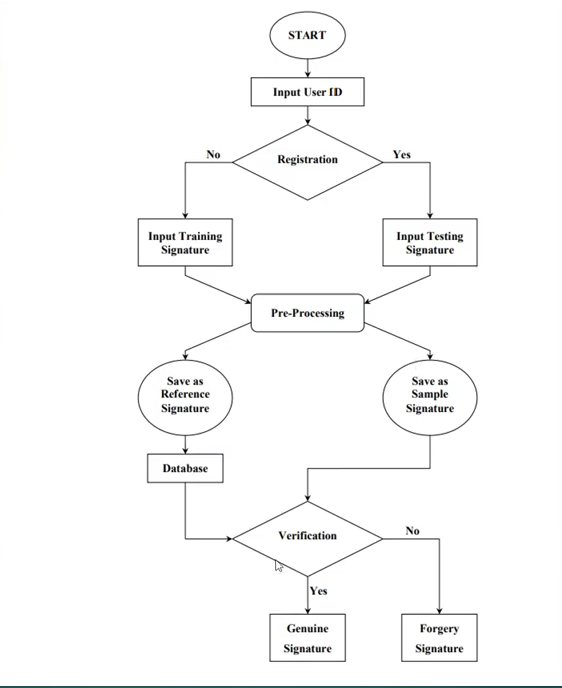 START
Input User ID
Registration
No
Yes
Input Training
Signature
Input Testing
Signature
Pre-Processing
Save as
Reference
Signature
Save as
Sample
Signature
Database
Verification
No
Yes
Genuine
Signature
Forgery
Signature